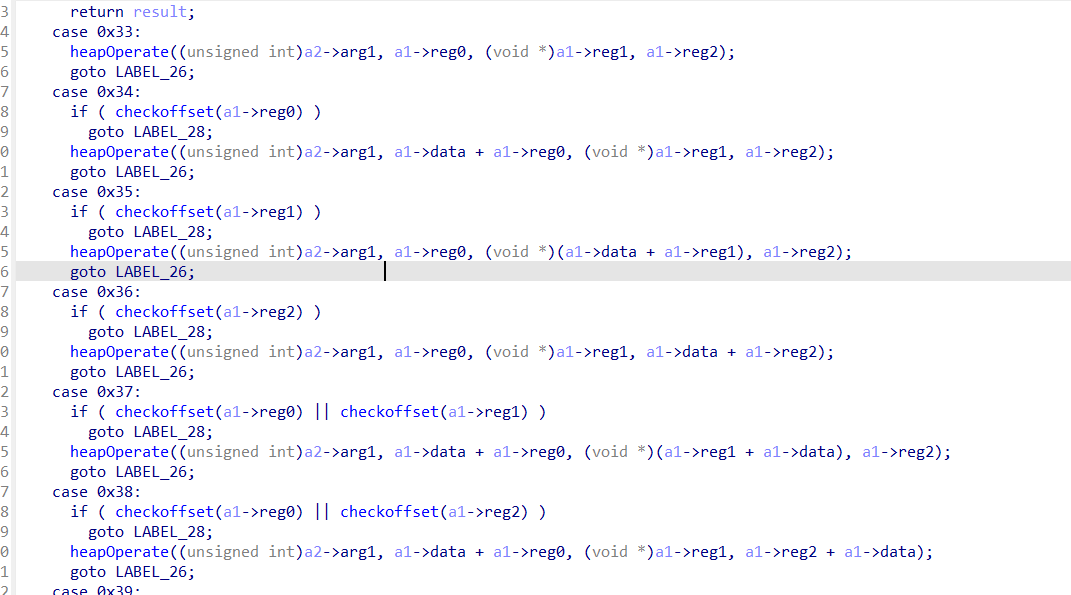 3 return result;
4 case 0x33:
5 heapOperate((unsigned int)a2->arg1, a1->reg0, (void *)a1->reg1, a1->reg2);
6 goto LABEL_26;
7 case 0x34:
8 if ( checkoffset(a1->reg0) )
9 goto LABEL_28;
0 heapOperate((unsigned int)a2->arg1, a1->data + a1->reg0, (void *)a1->reg1, a1->reg2);
1 goto LABEL_26;
2 case 0x35:
3 if ( checkoffset(a1->reg1) )
4 goto LABEL_28;
5 heapOperate((unsigned int)a2->arg1, a1->reg0, (void *)(a1->data + a1->reg1), a1->reg2);
6 goto LABEL_26;
7 case 0x36:
8 if ( checkoffset(a1->reg2) )
9 goto LABEL_28;
0 heapOperate((unsigned int)a2->arg1, a1->reg0, (void *)a1->reg1, a1->data + a1->reg2);
1 goto LABEL_26;
2 case 0x37:
3 if ( checkoffset(a1->reg0) || checkoffset(a1->reg1) )
4 goto LABEL_28;
5 heapOperate((unsigned int)a2->arg1, a1->data + a1->reg0, (void *)(a1->reg1 + a1->data), a1->reg2);
6 goto LABEL_26;
7 case 0x38:
8 if ( checkoffset(a1->reg0) || checkoffset(a1->reg2) )
9 goto LABEL_28;
0 heapOperate((unsigned int)a2->arg1, a1->data + a1->reg0, (void *)a1->reg1, a1->reg2 + a1->data);
1 goto LABEL_26;
2 case 0x39: